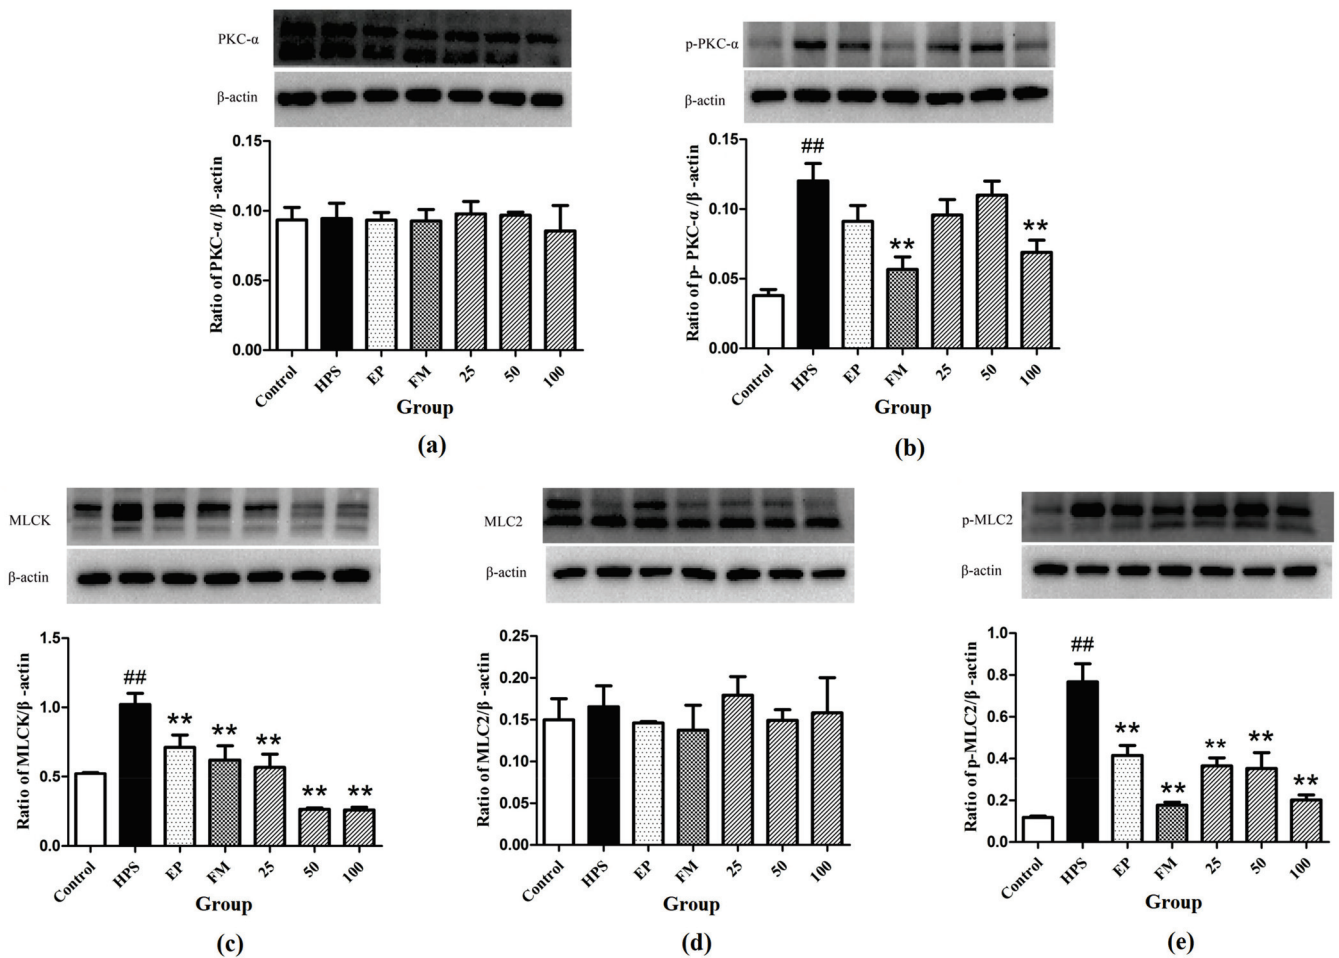 PKC-α
β-actin
Ratio of PKC-α /β -actin
0.15
0.10
0.05
0.00
Control
HPS
EP
FM
25
50
100
Group
(a)
p-PKC-α
β-actin
Ratio of p- PKC-α /β -actin
0.15
0.10
0.05
0.00
##
**
**
Control
HPS
EP
FM
25
50
100
Group
(b)
MLCK
β-actin
Ratio of MLCK/β -actin
1.5
1.0
0.5
0.0
##
**
**
**
**
**
Control
HPS
EP
FM
25
50
100
Group
(c)
MLC2
β-actin
Ratio of MLC2/β -actin
0.25
0.20
0.15
0.10
0.05
0.00
Control
HPS
EP
FM
25
50
100
Group
(d)
p-MLC2
β-actin
Ratio of p-MLC2/β -actin
1.0
0.8
0.6
0.4
0.2
0.0
##
**
**
**
**
**
Control
HPS
EP
FM
25
50
100
Group
(e)